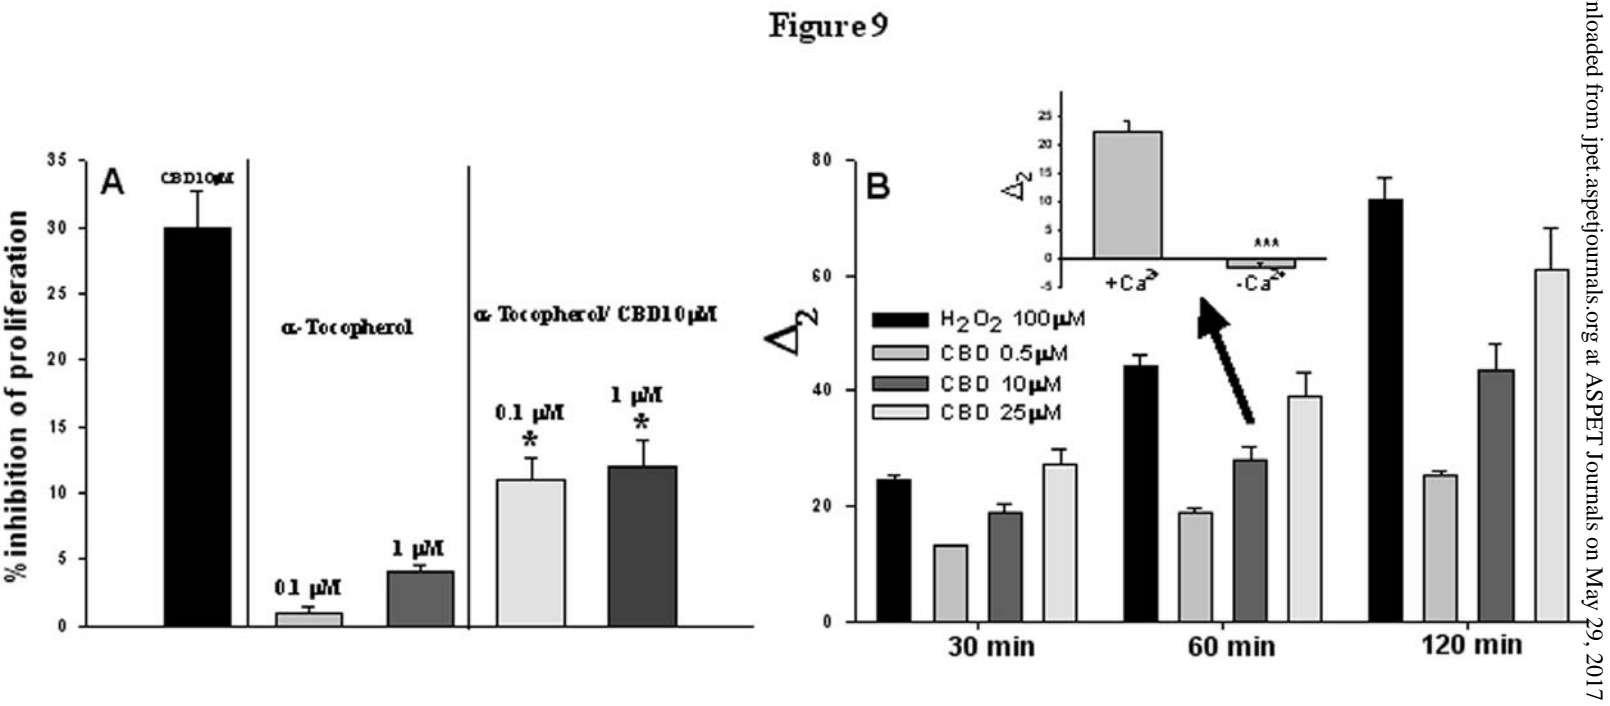 Figure 9
A
% inhibition of proliferation
35
30
25
20
15
10
5
0
CBD10µM
α-Tocopherol
0.1 µM
1 µM
α-Tocopherol/ CBD10µM
0.1 µM
*
1 µM
*
B
Δ2
80
60
40
20
0
H2O2 100µM
CBD 0.5µM
CBD 10µM
CBD 25µM
Δ2
25
20
15
10
5
0
-5
***
+Ca2+
-Ca2+
30 min
60 min
120 min
nloaded from jpet.aspetjournals.org at ASPET Journals on May 29, 2017